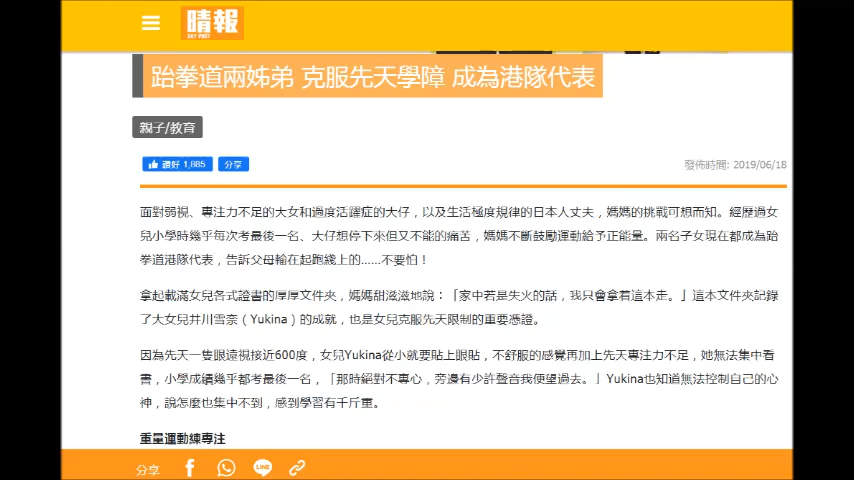 晴報
SKY POST
跆拳道兩姊弟 克服先天學障 成為港隊代表
親子/教育
讚好 1,885 分享
發佈時間: 2019/06/18
面對弱視、專注力不足的大女和過度活躍症的大仔，以及生活極度規律的日本人丈夫，媽媽的挑戰可想而知。經歷過女
兒小學時幾乎每次考最後一名、大仔想停下來但又不能的痛苦，媽媽不斷鼓勵運動給予正能量。兩名子女現在都成為跆
拳道港隊代表，告訴父母輸在起跑綫上的......不要怕！
拿起載滿女兒各式證書的厚厚文件夾，媽媽甜滋滋地說：「家中若是失火的話，我只會拿着這本走。」這本文件夾記錄
了大女兒井川雪奈（Yukina）的成就，也是女兒克服先天限制的重要憑證。
因為先天一隻眼遠視接近600度，女兒Yukina從小就要貼上眼貼，不舒服的感覺再加上先天專注力不足，她無法集中看
書，小學成績幾乎都考最後一名，「那時絕對不專心，旁邊有少許聲音我便望過去。」Yukina也知道無法控制自己的心
神，說怎麼也集中不到，感到學習有千斤重。
重量運動練專注
分享
LINE